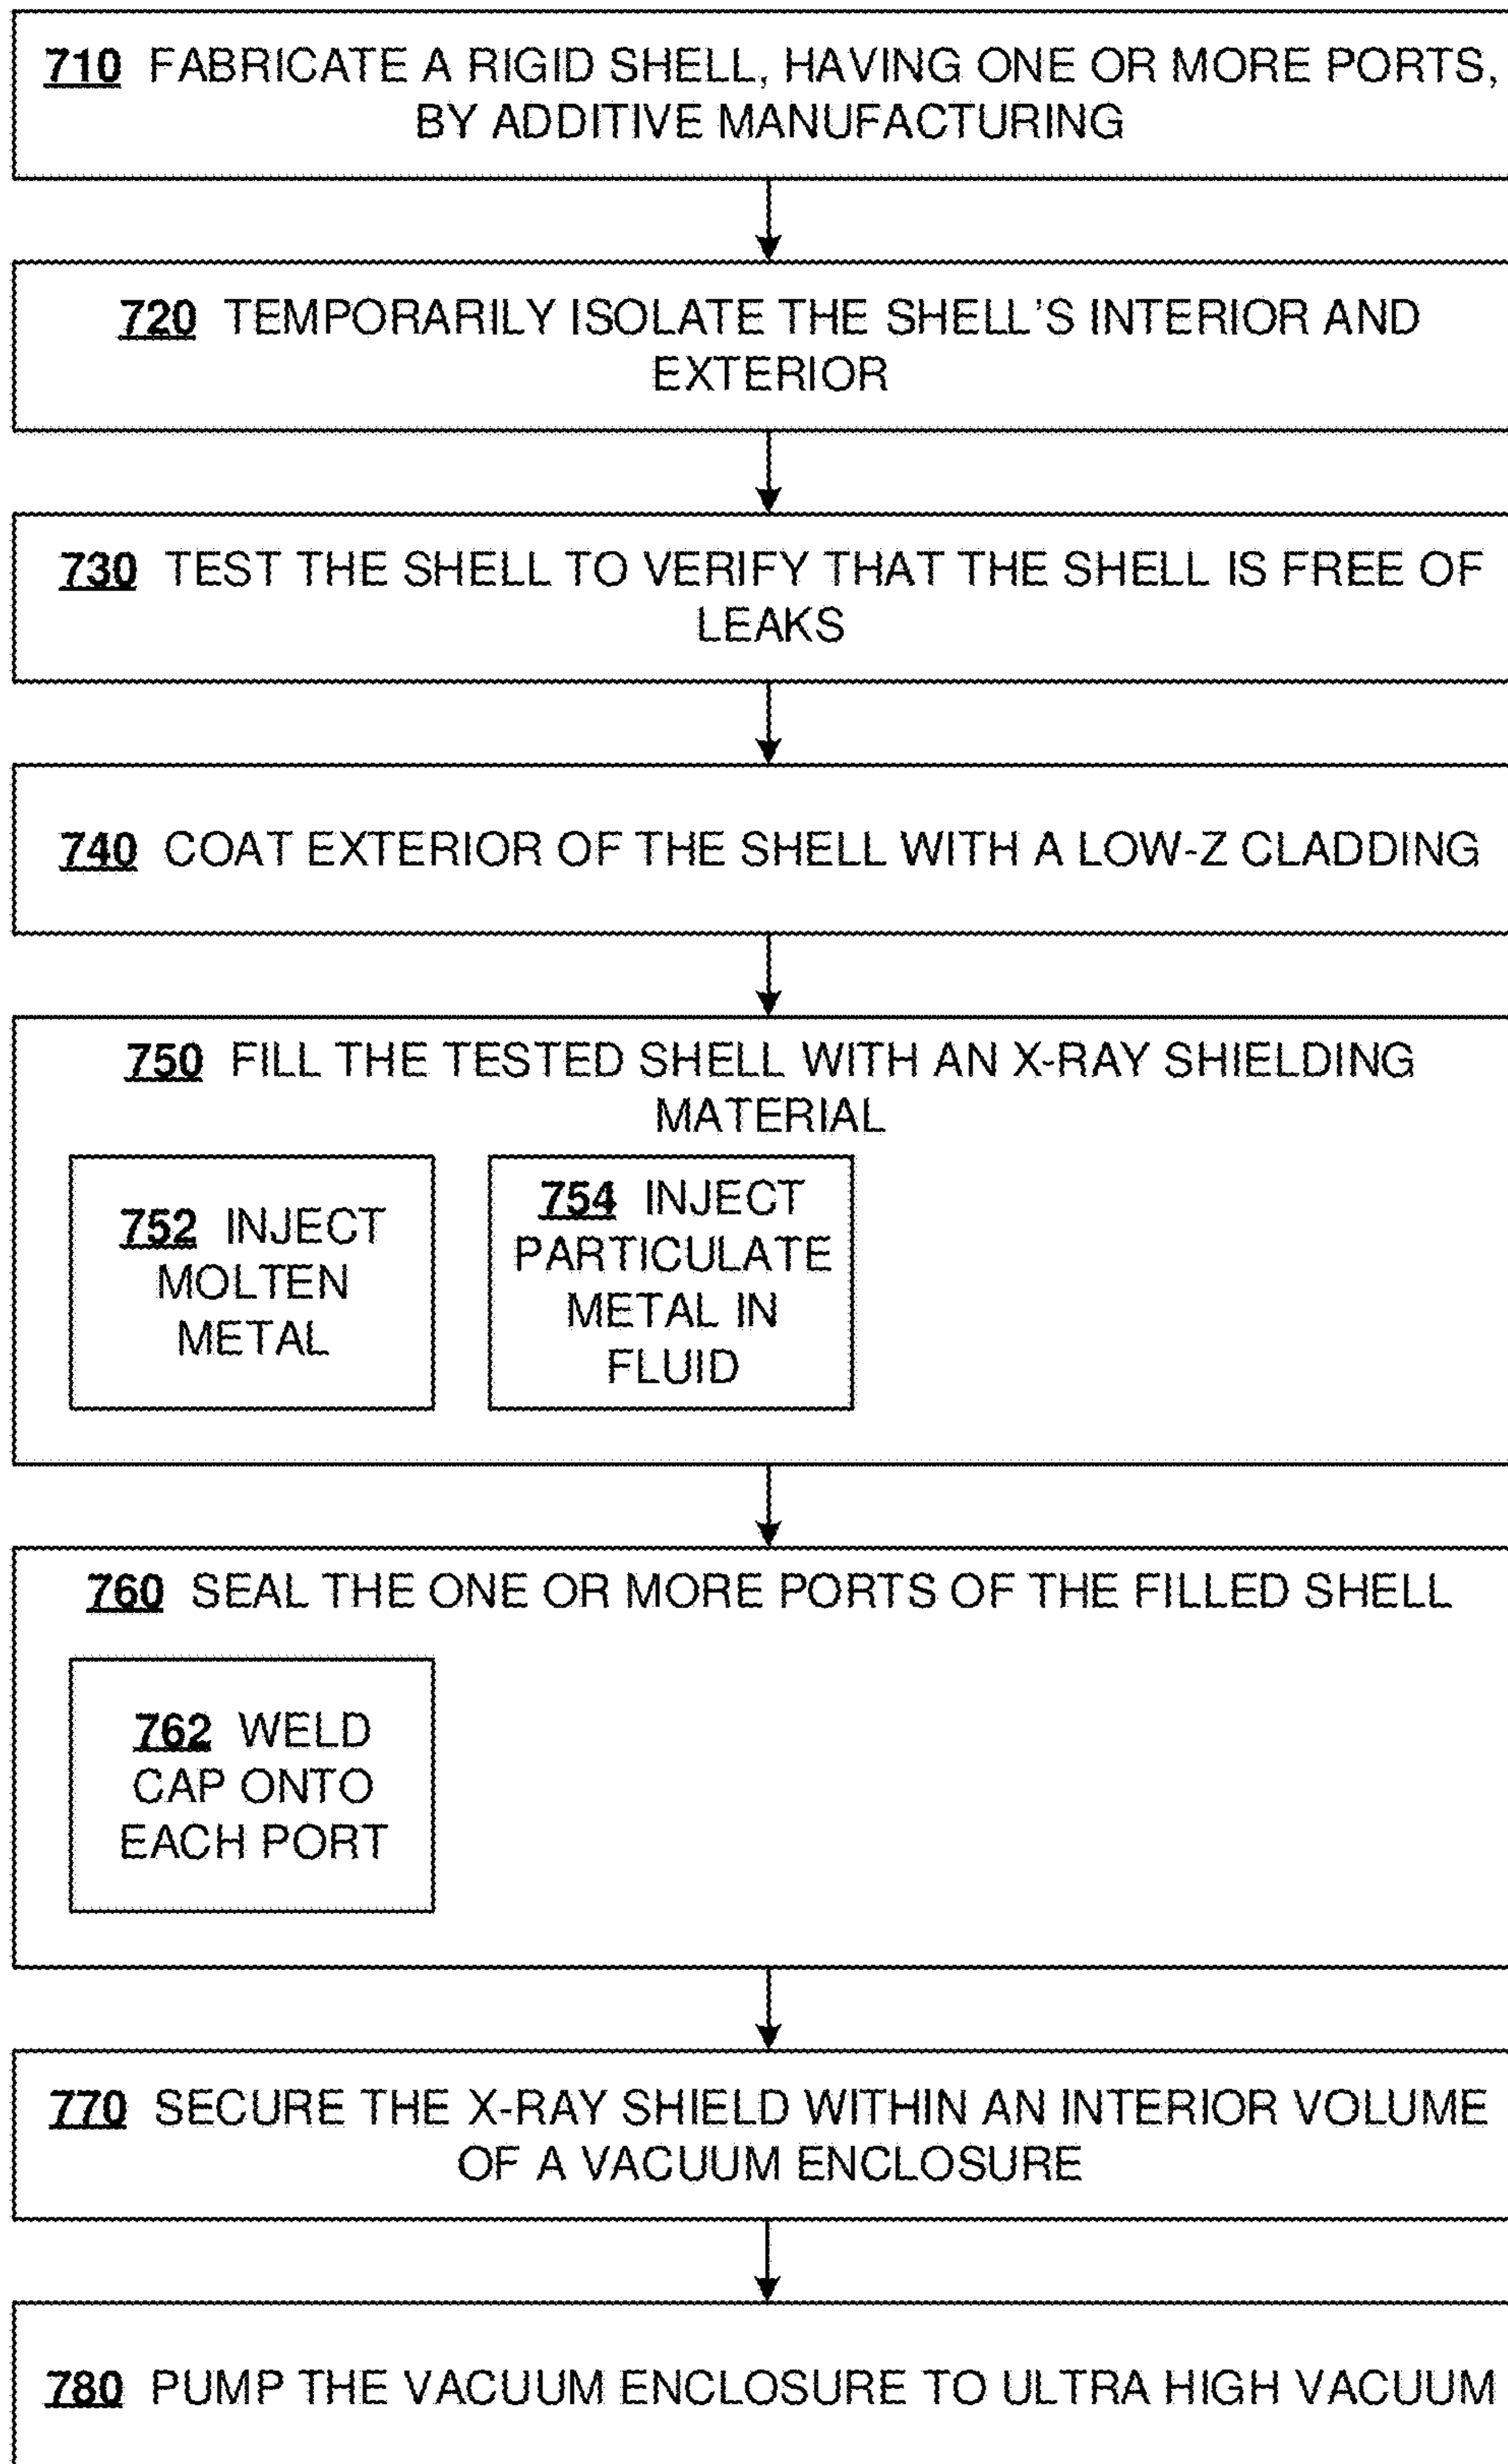 710 FABRICATE A RIGID SHELL, HAVING ONE OR MORE PORTS,
BY ADDITIVE MANUFACTURING
720 TEMPORARILY ISOLATE THE SHELL'S INTERIOR AND
EXTERIOR
730 TEST THE SHELL TO VERIFY THAT THE SHELL IS FREE OF
LEAKS
740 COAT EXTERIOR OF THE SHELL WITH A LOW-Z CLADDING
750 FILL THE TESTED SHELL WITH AN X-RAY SHIELDING
MATERIAL
752 INJECT
MOLTEN
METAL
754 INJECT
PARTICULATE
METAL IN
FLUID
760 SEAL THE ONE OR MORE PORTS OF THE FILLED SHELL
762 WELD
CAP ONTO
EACH PORT
770 SECURE THE X-RAY SHIELD WITHIN AN INTERIOR VOLUME
OF A VACUUM ENCLOSURE
780 PUMP THE VACUUM ENCLOSURE TO ULTRA HIGH VACUUM